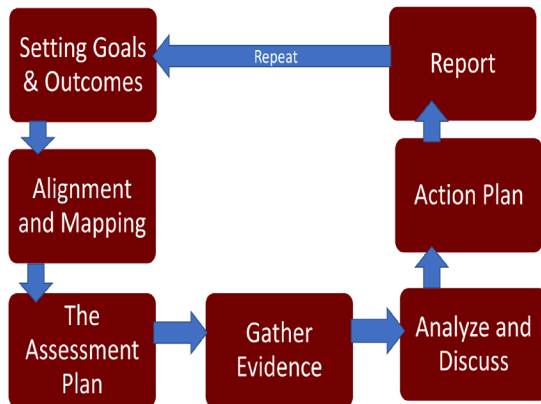 Setting Goals
& Outcomes
Repeat
Report
Alignment
and Mapping
Action Plan
The
Assessment
Plan
Gather
Evidence
Analyze and
Discuss